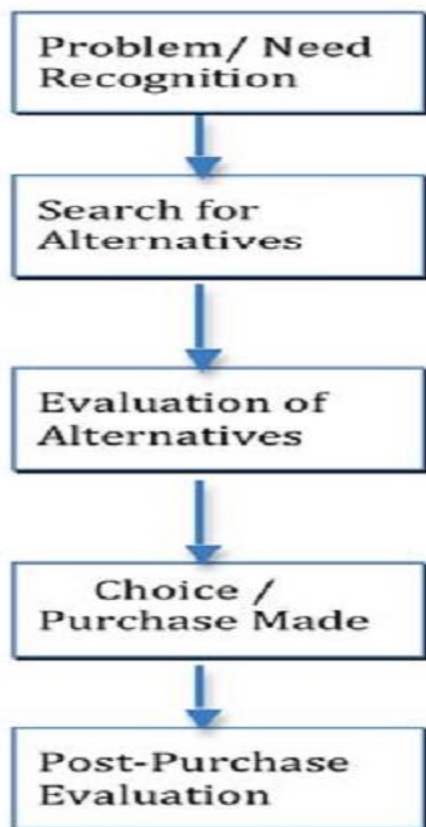 Problem/ Need
Recognition
Search for
Alternatives
Evaluation of
Alternatives
Choice /
Purchase Made
Post-Purchase
Evaluation